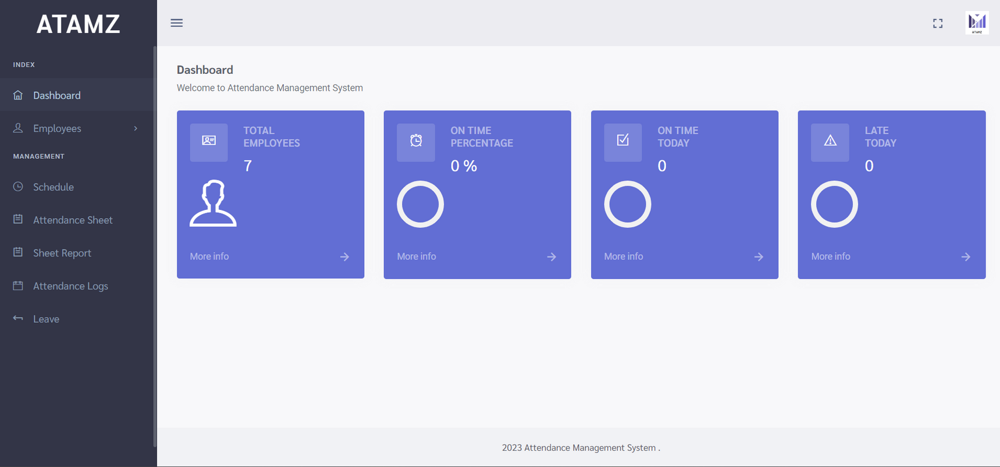 ATAMZ
INDEX
Dashboard
Employees
MANAGEMENT
Schedule
Attendance Sheet
Sheet Report
Attendance Logs
Leave
ATAMZ
Dashboard
Welcome to Attendance Management System
TOTAL
EMPLOYEES
7
More info
ON TIME
PERCENTAGE
0 %
More info
ON TIME
TODAY
0
More info
LATE
TODAY
0
More info
2023 Attendance Management System .